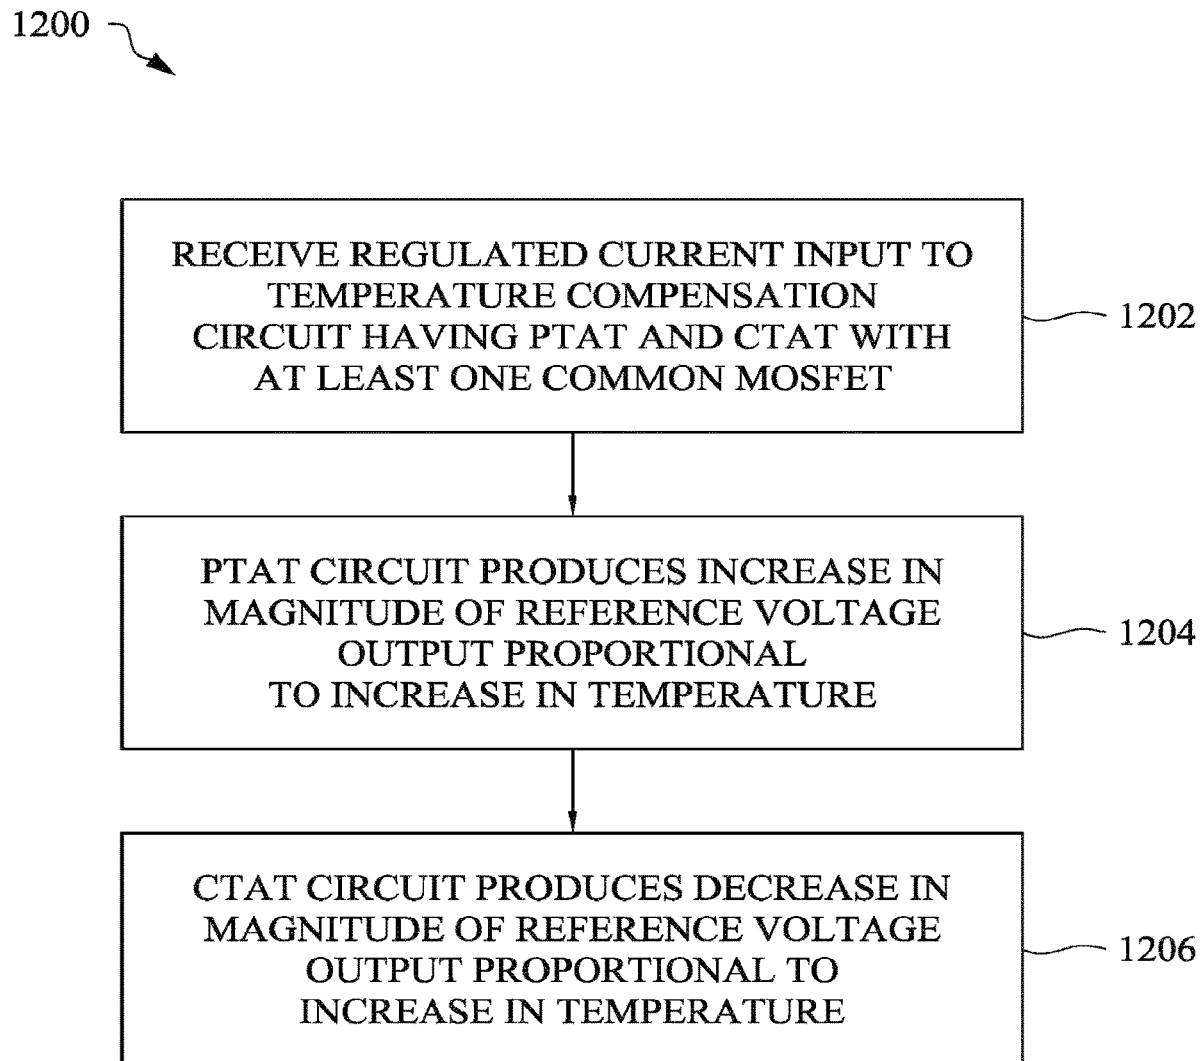 1200
RECEIVE REGULATED CURRENT INPUT TO
TEMPERATURE COMPENSATION
CIRCUIT HAVING PTAT AND CTAT WITH
AT LEAST ONE COMMON MOSFET
1202
PTAT CIRCUIT PRODUCES INCREASE IN
MAGNITUDE OF REFERENCE VOLTAGE
OUTPUT PROPORTIONAL
TO INCREASE IN TEMPERATURE
1204
CTAT CIRCUIT PRODUCES DECREASE IN
MAGNITUDE OF REFERENCE VOLTAGE
OUTPUT PROPORTIONAL TO
INCREASE IN TEMPERATURE
1206